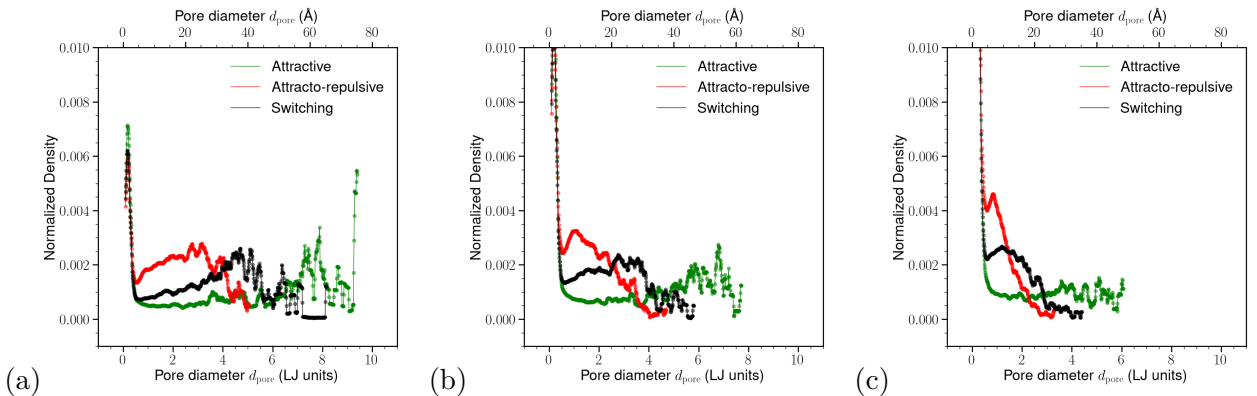 Pore diameter d_pore (Å)
0 20 40 60 80
0.010
0.008
0.006
0.004
0.002
0.000
Normalized Density
Attractive
Attracto-repulsive
Switching
0 2 4 6 8 10
Pore diameter d_pore (LJ units)
(a)
Pore diameter d_pore (Å)
0 20 40 60 80
0.010
0.008
0.006
0.004
0.002
0.000
Normalized Density
Attractive
Attracto-repulsive
Switching
0 2 4 6 8 10
Pore diameter d_pore (LJ units)
(b)
Pore diameter d_pore (Å)
0 20 40 60 80
0.010
0.008
0.006
0.004
0.002
0.000
Normalized Density
Attractive
Attracto-repulsive
Switching
0 2 4 6 8 10
Pore diameter d_pore (LJ units)
(c)